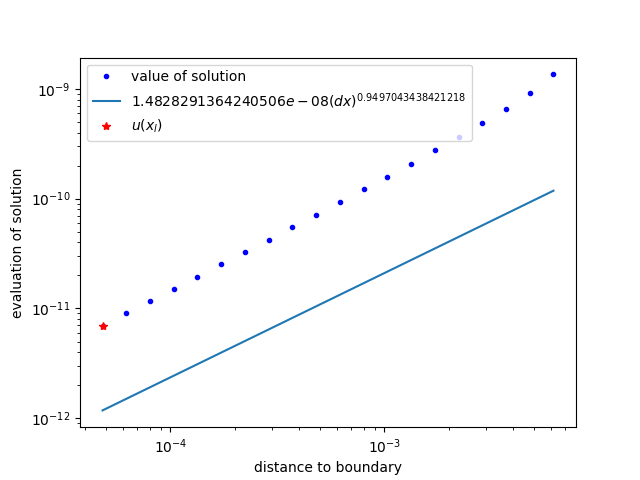 10⁻⁹
10⁻¹⁰
10⁻¹¹
10⁻¹²
evaluation of solution
value of solution
1.4828291364240506e − 08(dx)^0.9497043438421218
u(x_l)
10⁻⁴
10⁻³
distance to boundary